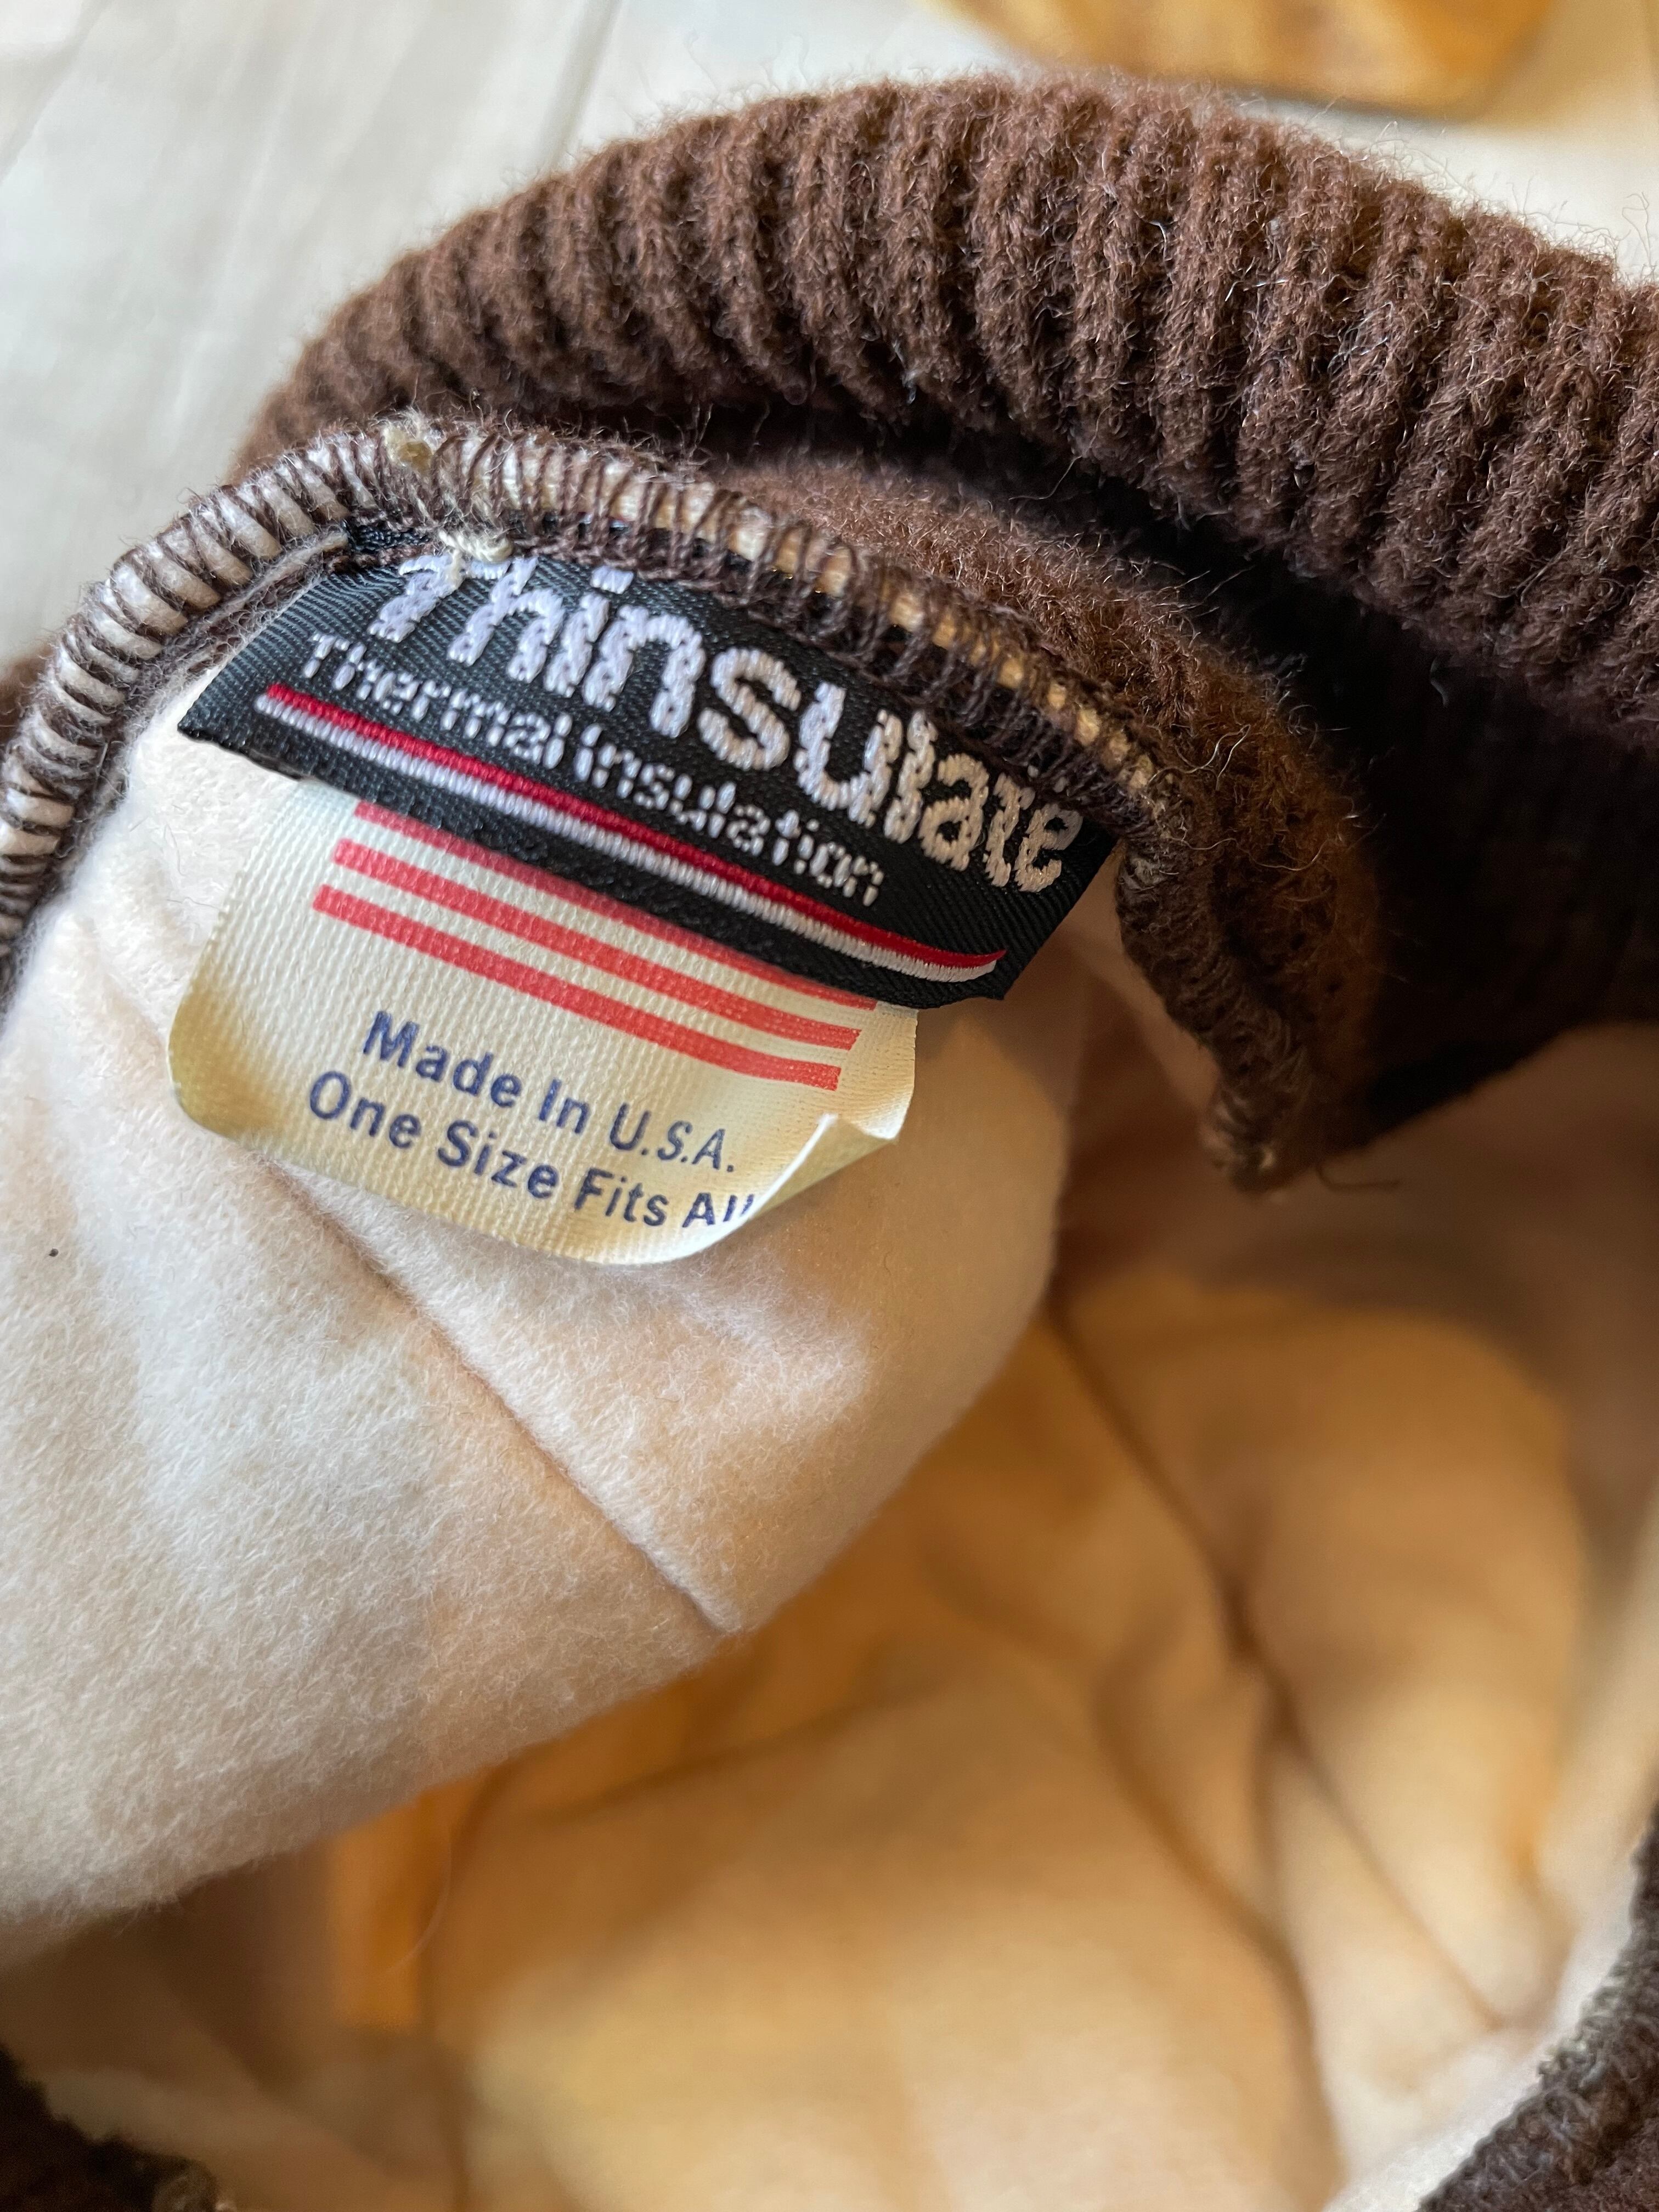 Thinsulate
Thermal Insulation
Made In U.S.A.
One Size Fits All